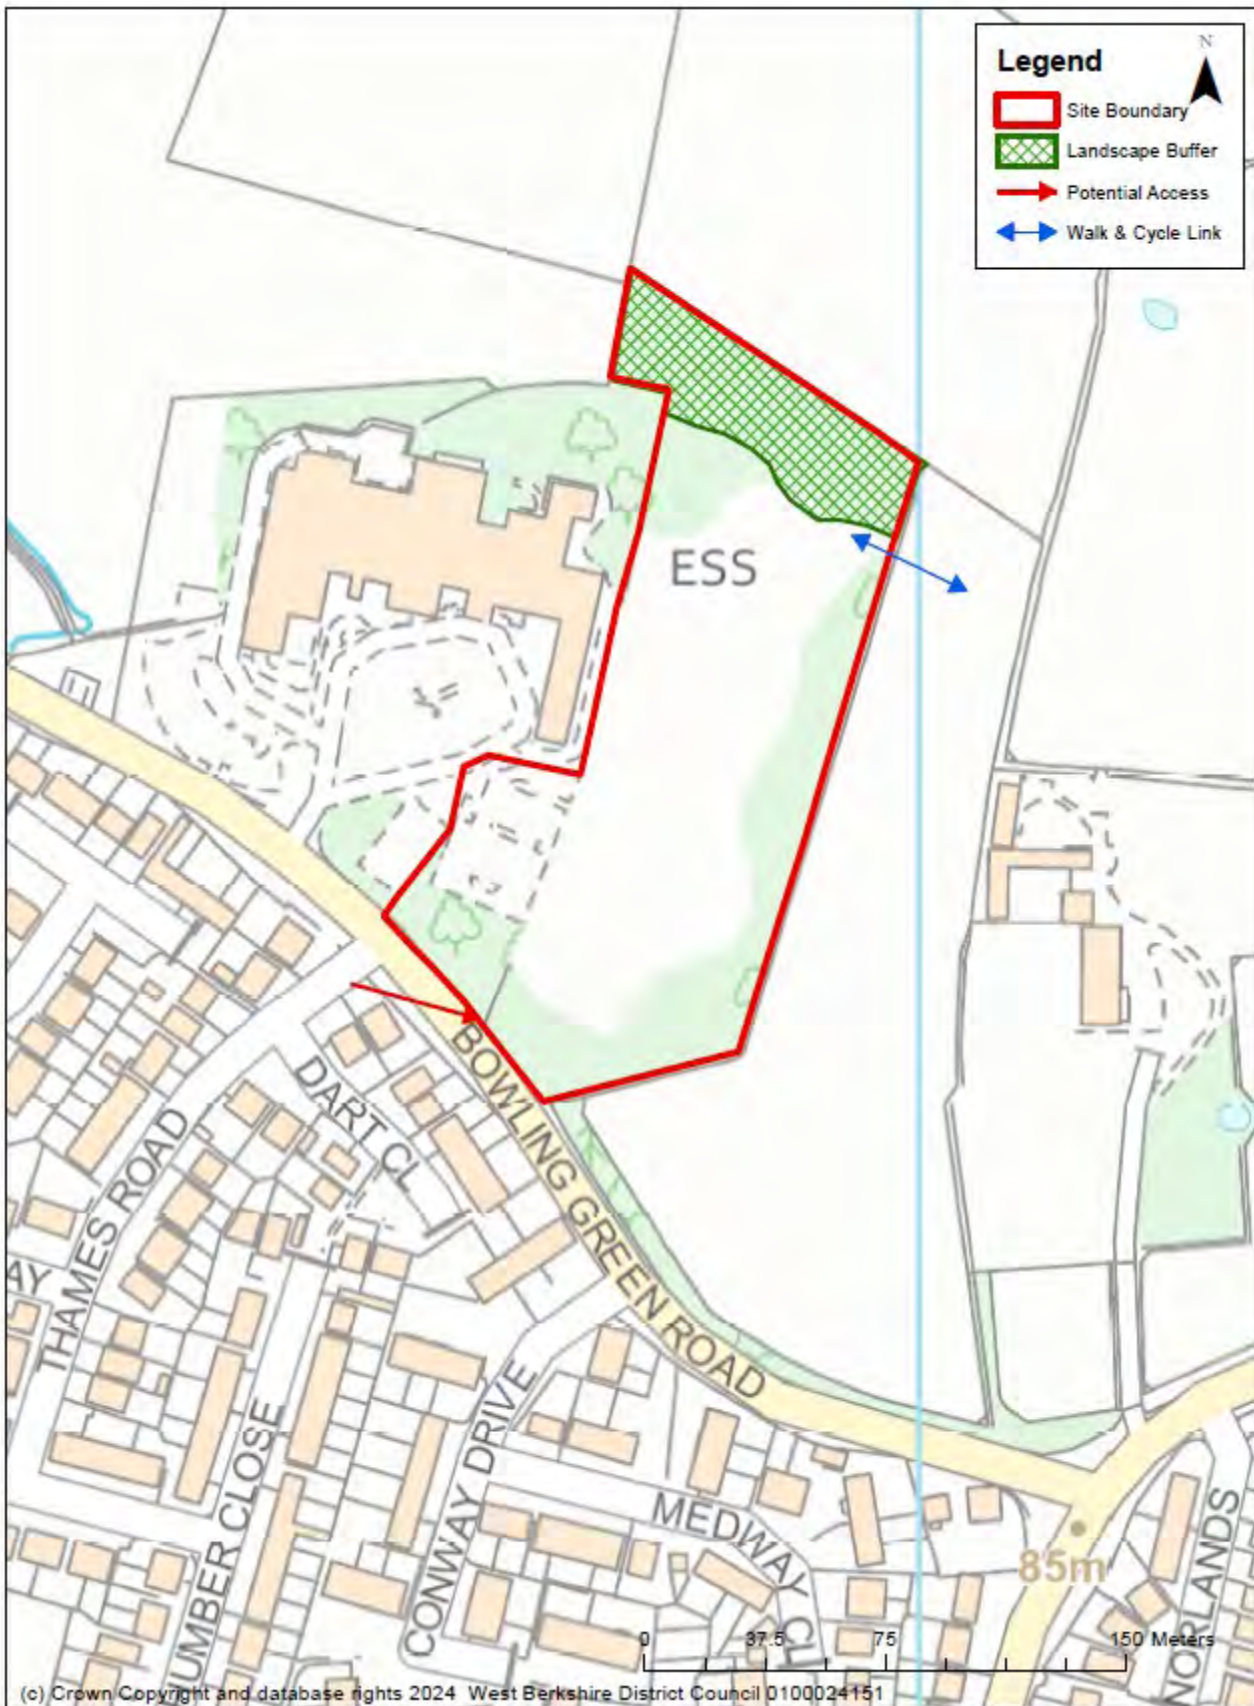 Legend
N
Site Boundary
Landscape Buffer
Potential Access
Walk & Cycle Link
ESS
BOWLING GREEN ROAD
DART CL
THAMES ROAD
AY
HUMBER CLOSE
CONWAY DRIVE
MEDWAY CL
85m
NORLANDS
0 37.5 75 150 Meters
(c) Crown Copyright and database rights 2024 West Berkshire District Council 0100024151